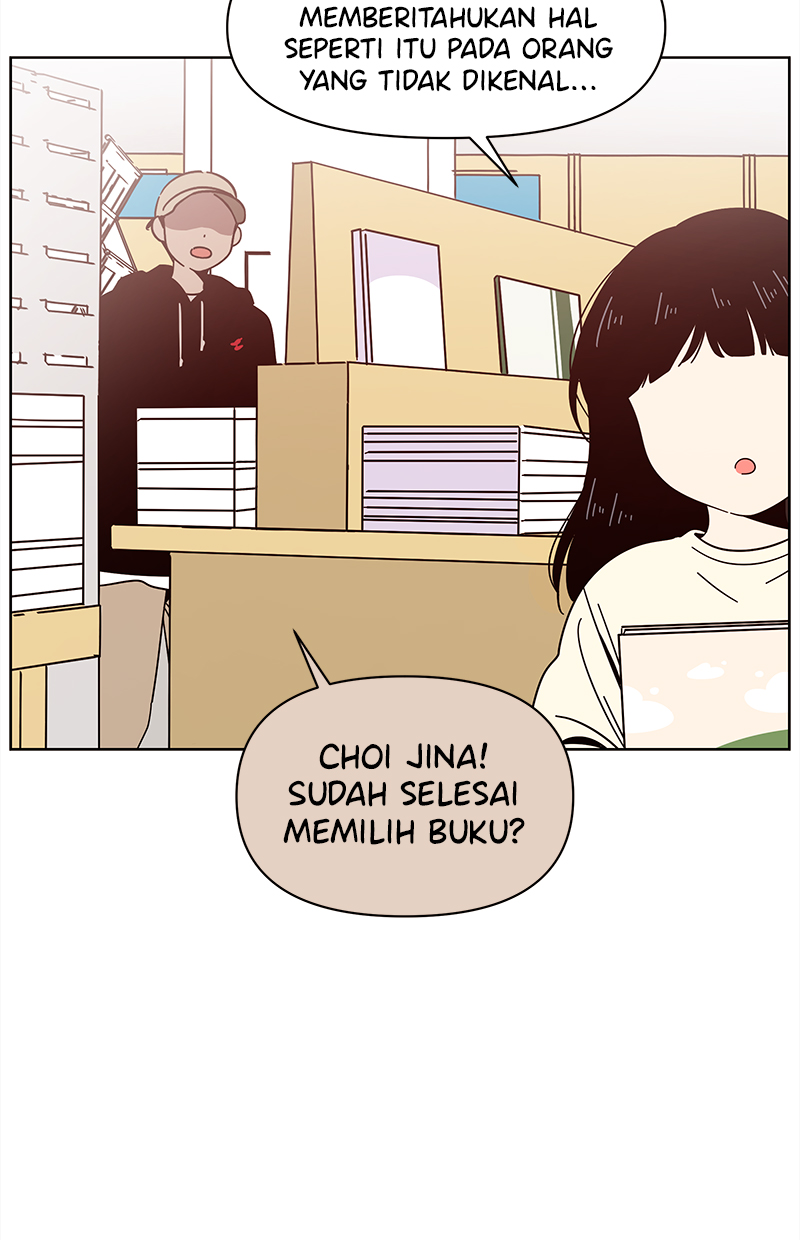 MEMBERITAHUKAN HAL
SEPERTI ITU PADA ORANG
YANG TIDAK DIKENAL...
CHOI JINA!
SUDAH SELESAI
MEMILIH BUKU?